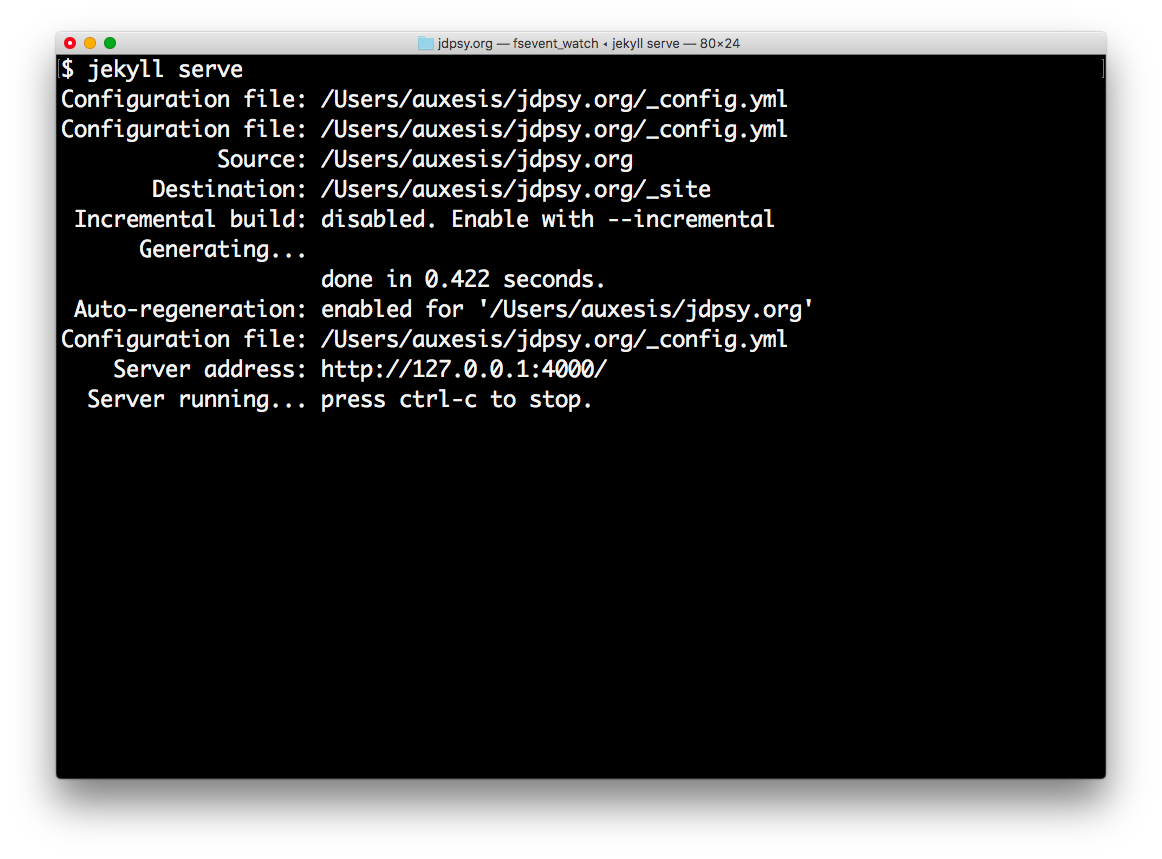 jdpsy.org — fsevent_watch ◂ jekyll serve — 80×24
$ jekyll serve
Configuration file: /Users/auxesis/jdpsy.org/_config.yml
Configuration file: /Users/auxesis/jdpsy.org/_config.yml
Source: /Users/auxesis/jdpsy.org
Destination: /Users/auxesis/jdpsy.org/_site
Incremental build: disabled. Enable with --incremental
Generating...
done in 0.422 seconds.
Auto-regeneration: enabled for '/Users/auxesis/jdpsy.org'
Configuration file: /Users/auxesis/jdpsy.org/_config.yml
Server address: http://127.0.0.1:4000/
Server running... press ctrl-c to stop.